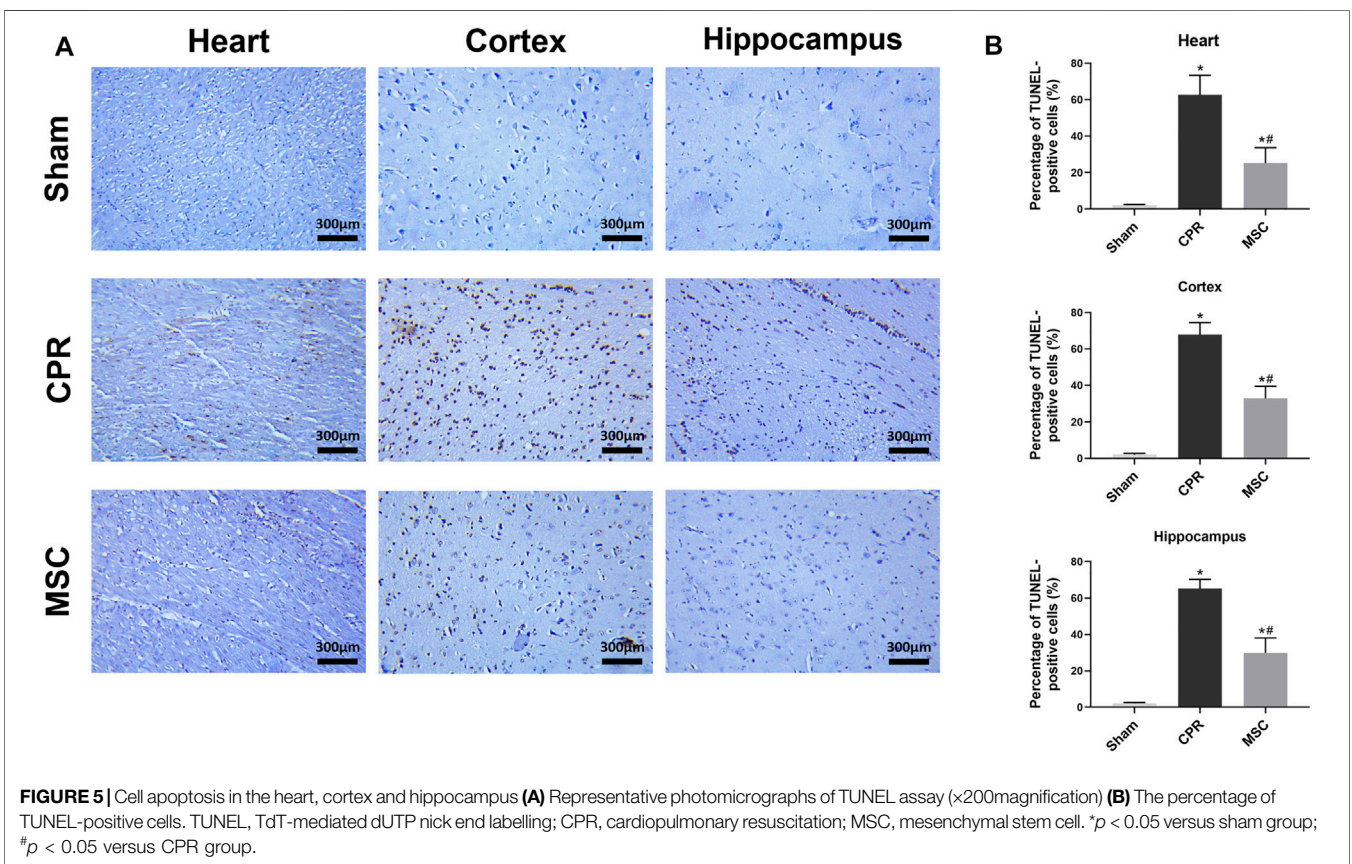 A
Heart
Cortex
Hippocampus
Sham
300µm
300µm
300µm
CPR
300µm
300µm
300µm
MSC
300µm
300µm
300µm
B
Heart
Percentage of TUNEL-
positive cells (%)
80
60
40
20
0
*
*#
Sham
CPR
MSC
Cortex
Percentage of TUNEL-
positive cells (%)
80
60
40
20
0
*
*#
Sham
CPR
MSC
Hippocampus
Percentage of TUNEL-
positive cells (%)
80
60
40
20
0
*
*#
Sham
CPR
MSC
FIGURE 5 | Cell apoptosis in the heart, cortex and hippocampus (A) Representative photomicrographs of TUNEL assay (×200magnification) (B) The percentage of
TUNEL-positive cells. TUNEL, TdT-mediated dUTP nick end labelling; CPR, cardiopulmonary resuscitation; MSC, mesenchymal stem cell. *p < 0.05 versus sham group;
#p < 0.05 versus CPR group.